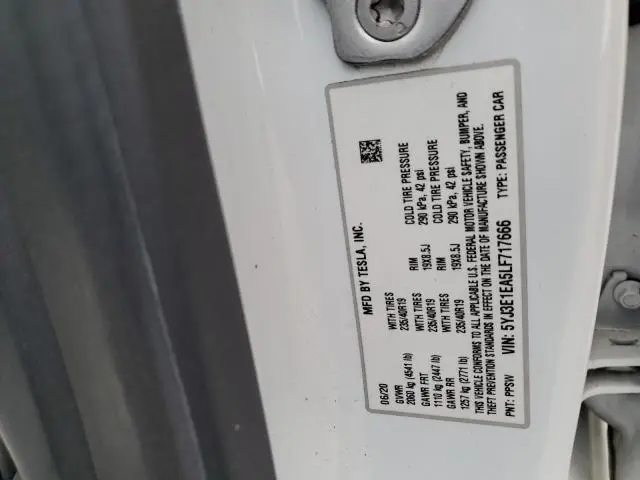 MFD BY TESLA, INC.
06/20
GVWR WITH TIRES RIM COLD TIRE PRESSURE
2060 kg (4541 lb) 235/40R19 19X8.5J 290 kPa, 42 psi
GAWR FRT WITH TIRES RIM COLD TIRE PRESSURE
1110 kg (2447 lb) 235/40R19 19X8.5J 290 kPa, 42 psi
GAWR RR
1257 kg (2771 lb) 235/40R19
THIS VEHICLE CONFORMS TO ALL APPLICABLE U.S. FEDERAL MOTOR VEHICLE SAFETY, BUMPER, AND
THEFT PREVENTION STANDARDS IN EFFECT ON THE DATE OF MANUFACTURE SHOWN ABOVE.
PNT: PPSW VIN: 5YJ3E1EA5LF717666 TYPE: PASSENGER CAR